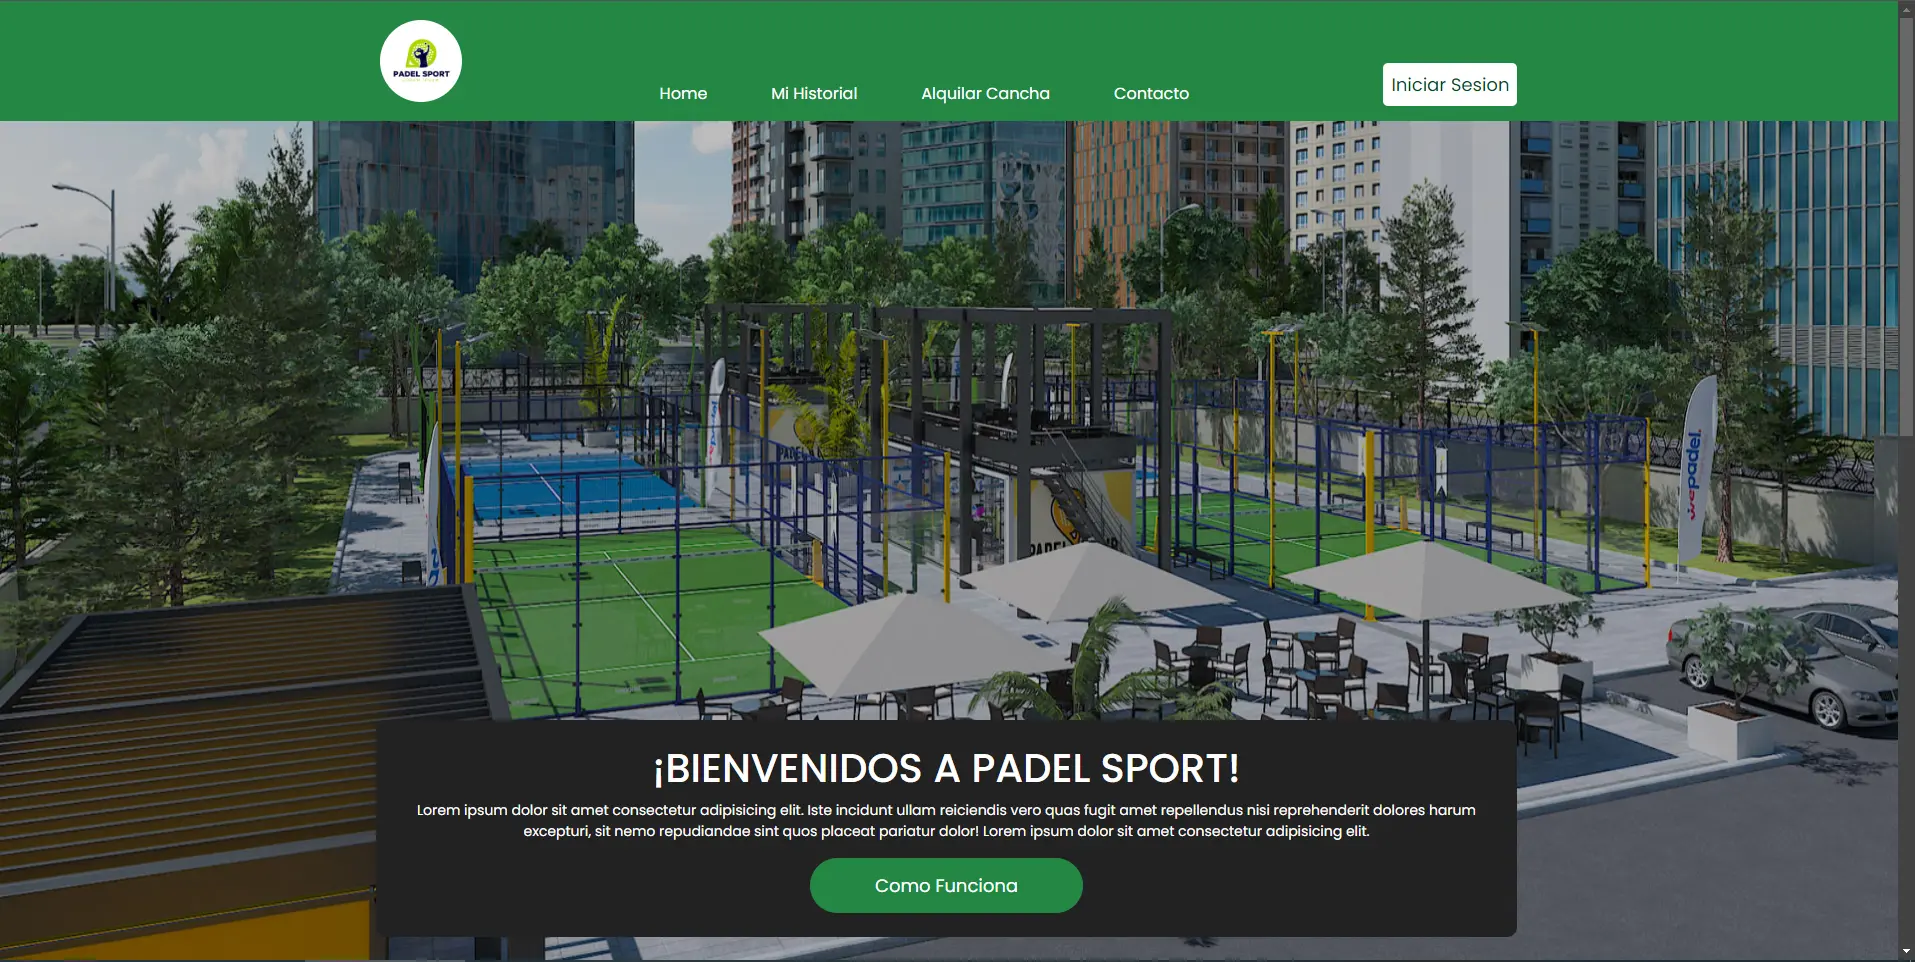 PADEL SPORT
Home
Mi Historial
Alquilar Cancha
Contacto
Iniciar Sesion
padel.
¡BIENVENIDOS A PADEL SPORT!
Lorem ipsum dolor sit amet consectetur adipisicing elit. Iste incidunt ullam reiciendis vero quas fugit amet repellendus nisi reprehenderit dolores harum
excepturi, sit nemo repudiandae sint quos placeat pariatur dolor! Lorem ipsum dolor sit amet consectetur adipisicing elit.
Como Funciona